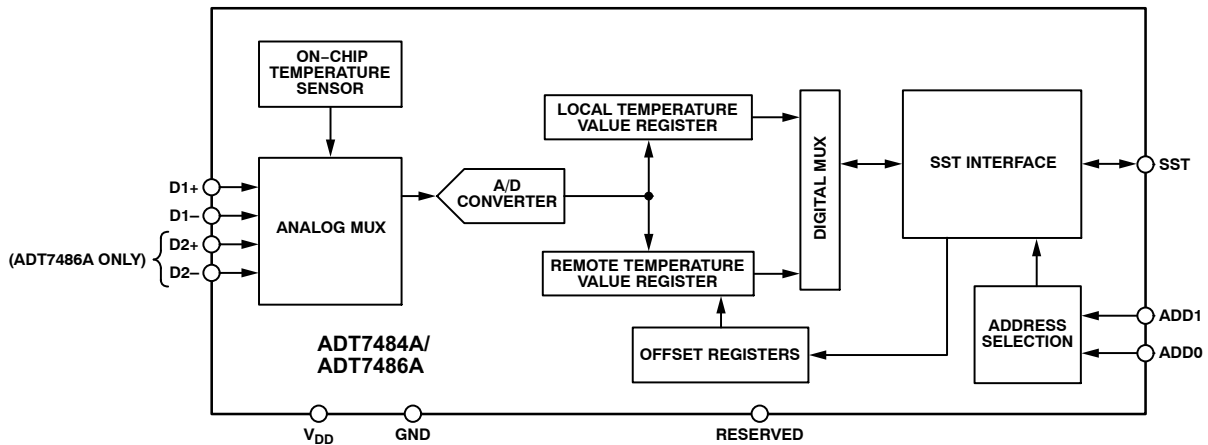 ON–CHIP
TEMPERATURE
SENSOR
LOCAL TEMPERATURE
VALUE REGISTER
DIGITAL MUX
SST INTERFACE
SST
D1+
D1–
D2+
D2–
(ADT7486A ONLY)
ANALOG MUX
A/D
CONVERTER
REMOTE TEMPERATURE
VALUE REGISTER
ADT7484A/
ADT7486A
OFFSET REGISTERS
ADDRESS
SELECTION
ADD1
ADD0
VDD
GND
RESERVED